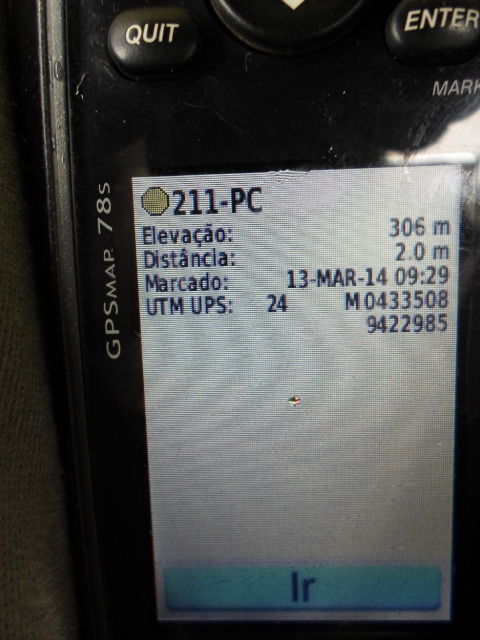 QUIT
ENTER
MARK
GPSMAP 78s
211-PC
Elevação: 306 m
Distância: 2.0 m
Marcado: 13-MAR-14 09:29
UTM UPS: 24 M 0433508
9422985
Ir